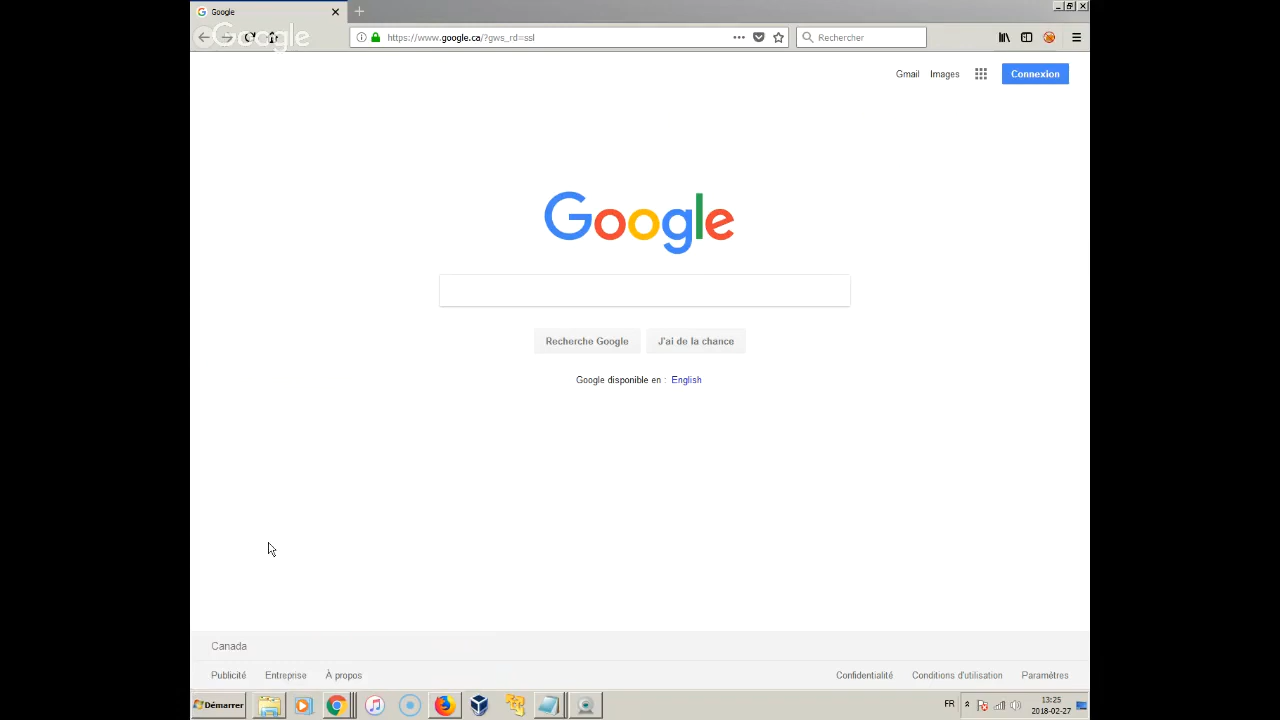 Google
Google
https://www.google.ca/?gws_rd=ssl
Rechercher
Gmail Images Connexion
Google
Recherche Google J'ai de la chance
Google disponible en : English
Canada
Publicité Entreprise À propos Confidentialité Conditions d'utilisation Paramètres
Démarrer FR 13:25
2018-02-27